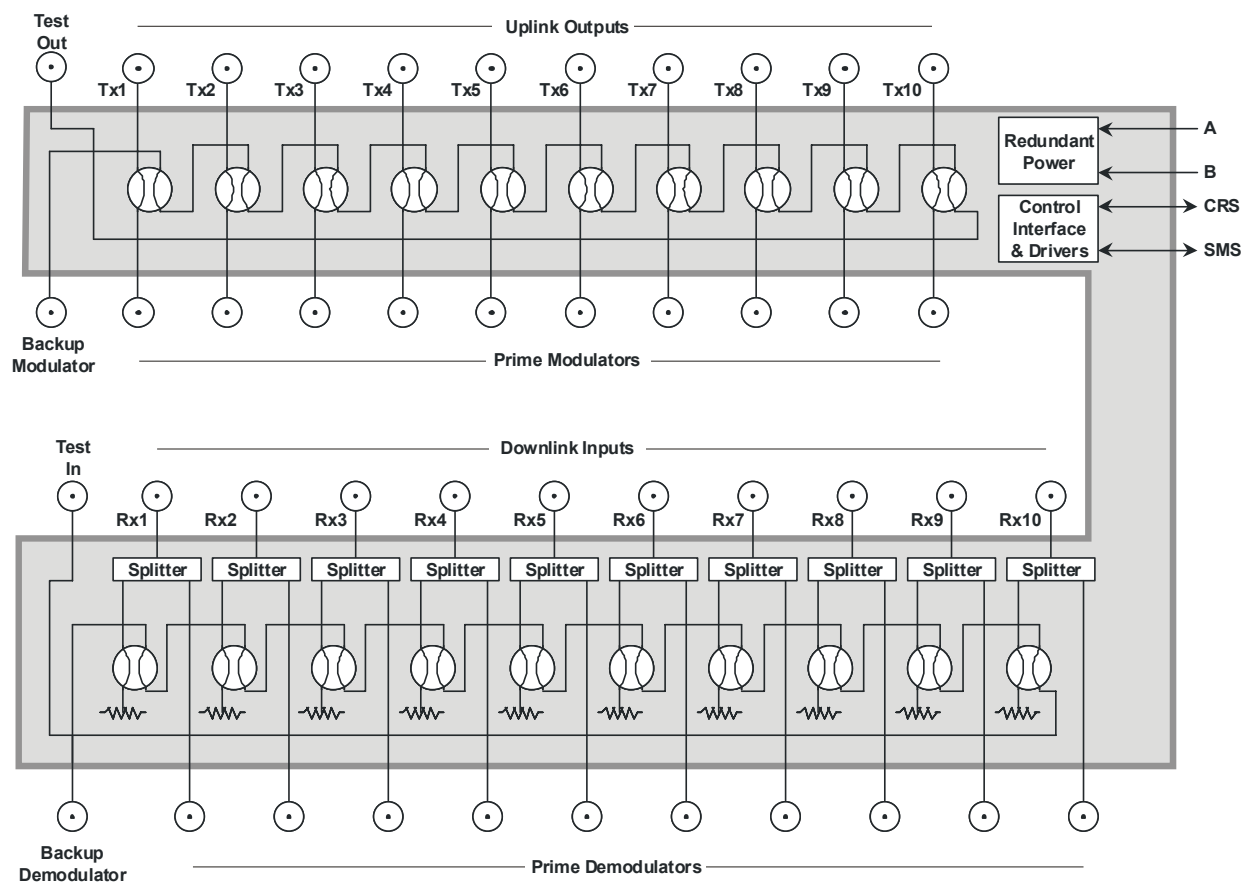 Test
Out
Uplink Outputs
Tx1 Tx2 Tx3 Tx4 Tx5 Tx6 Tx7 Tx8 Tx9 Tx10
Redundant
Power
A
B
Control
Interface
& Drivers
CRS
SMS
Backup
Modulator
Prime Modulators
Test
In
Downlink Inputs
Rx1 Rx2 Rx3 Rx4 Rx5 Rx6 Rx7 Rx8 Rx9 Rx10
Splitter Splitter Splitter Splitter Splitter Splitter Splitter Splitter Splitter Splitter
Backup
Demodulator
Prime Demodulators